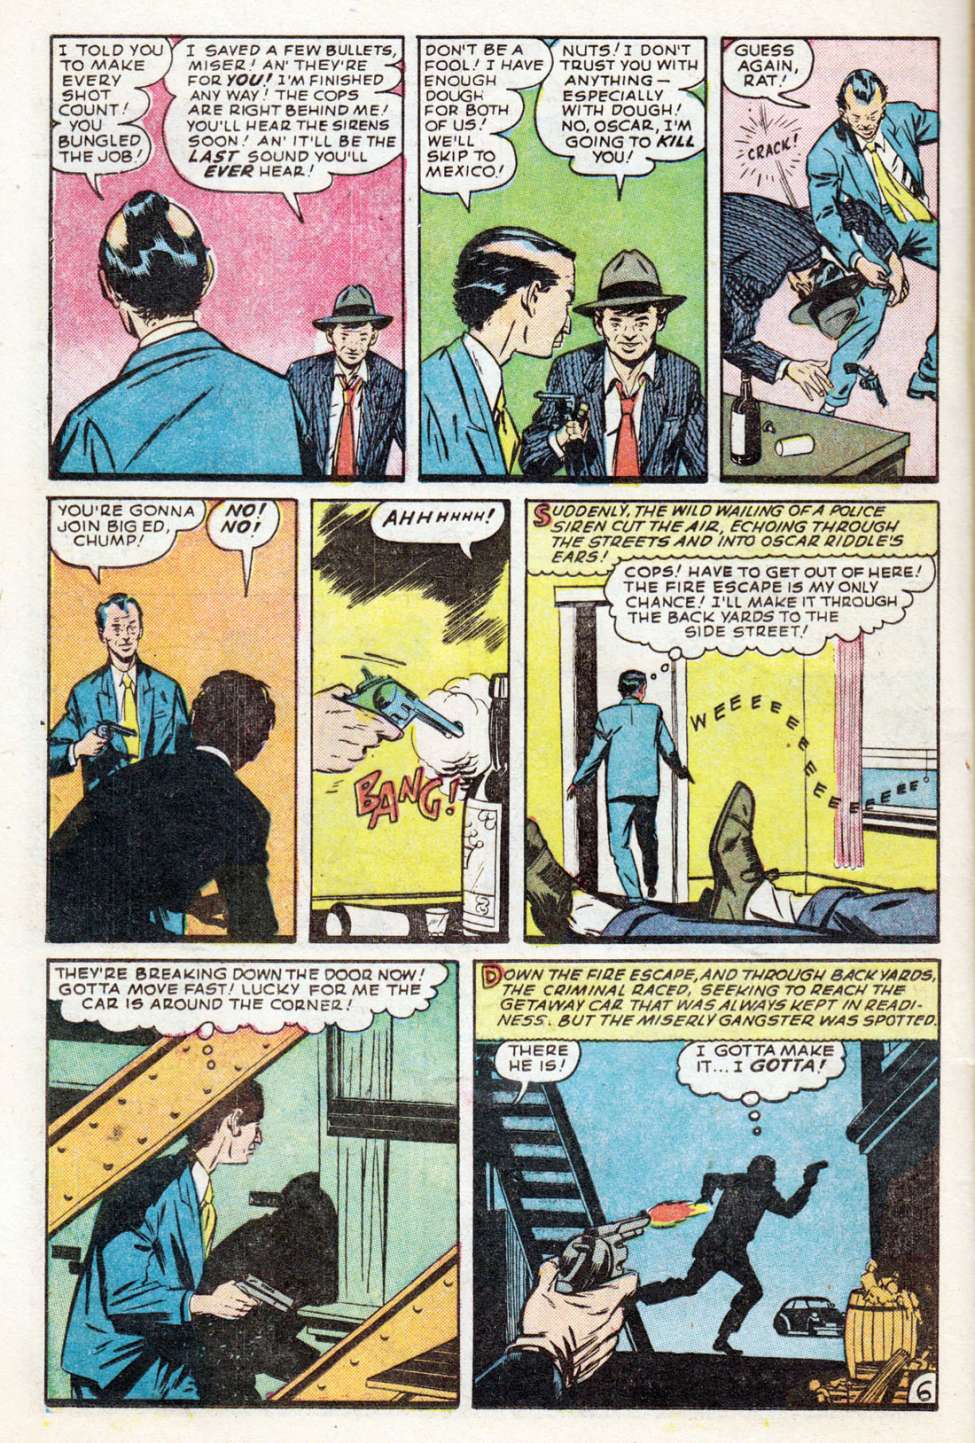 I TOLD YOU
TO MAKE
EVERY
SHOT
COUNT!
YOU
BUNGLED
THE JOB!
I SAVED A FEW BULLETS,
MISER! AN' THEY'RE
FOR YOU! I'M FINISHED
ANY WAY! THE COPS
ARE RIGHT BEHIND ME!
YOU'LL HEAR THE SIRENS
SOON! AN' IT'LL BE THE
LAST SOUND YOU'LL
EVER HEAR!
DON'T BE A
FOOL! I HAVE
ENOUGH
DOUGH
FOR BOTH
OF US!
WE'LL
SKIP TO
MEXICO!
NUTS! I DON'T
TRUST YOU WITH
ANYTHING—
ESPECIALLY
WITH DOUGH!
NO, OSCAR, I'M
GOING TO KILL
YOU!
GUESS
AGAIN,
RAT!
CRACK!
YOU'RE GONNA
JOIN BIG ED,
CHUMP!
NO!
NO!
AHHHHHH!
BANG!
SUDDENLY, THE WILD WAILING OF A POLICE
SIREN CUT THE AIR, ECHOING THROUGH
THE STREETS AND INTO OSCAR RIDDLE'S
EARS!
COPS! HAVE TO GET OUT OF HERE!
THE FIRE ESCAPE IS MY ONLY
CHANCE! I'LL MAKE IT THROUGH
THE BACK YARDS TO THE
SIDE STREET!
WEEEEEEEEEEEEEEE
THEY'RE BREAKING DOWN THE DOOR NOW!
GOTTA MOVE FAST! LUCKY FOR ME THE
CAR IS AROUND THE CORNER!
DOWN THE FIRE ESCAPE, AND THROUGH BACK YARDS,
THE CRIMINAL RACED, SEEKING TO REACH THE
GETAWAY CAR THAT WAS ALWAYS KEPT IN READI-
NESS. BUT THE MISERLY GANGSTER WAS SPOTTED.
THERE
HE IS!
I GOTTA MAKE
IT... I GOTTA!
6